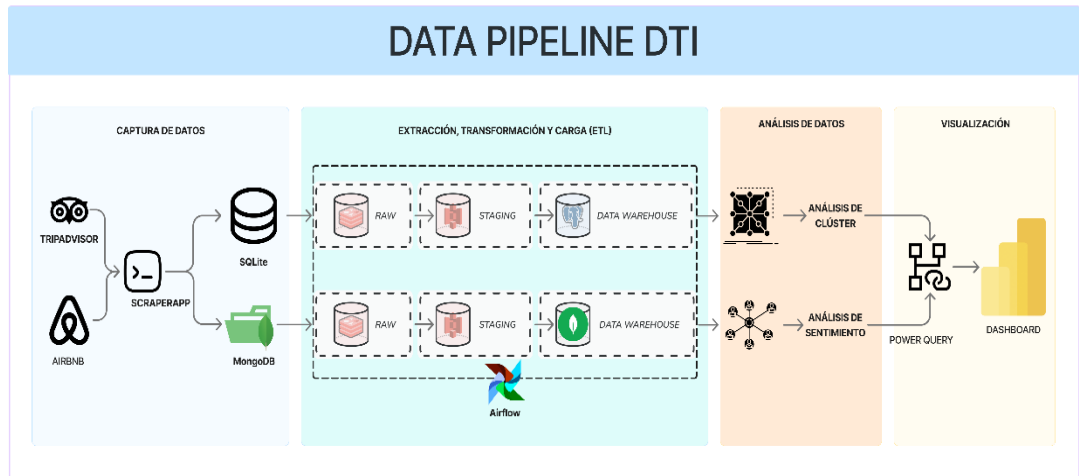 DATA PIPELINE DTI
CAPTURA DE DATOS
TRIPADVISOR
AIRBNB
SCRAPERAPP
SQLite
MongoDB
EXTRACCIÓN, TRANSFORMACIÓN Y CARGA (ETL)
RAW
STAGING
DATA WAREHOUSE
RAW
STAGING
DATA WAREHOUSE
Airflow
ANÁLISIS DE DATOS
ANÁLISIS DE
CLÚSTER
ANÁLISIS DE
SENTIMIENTO
VISUALIZACIÓN
POWER QUERY
DASHBOARD